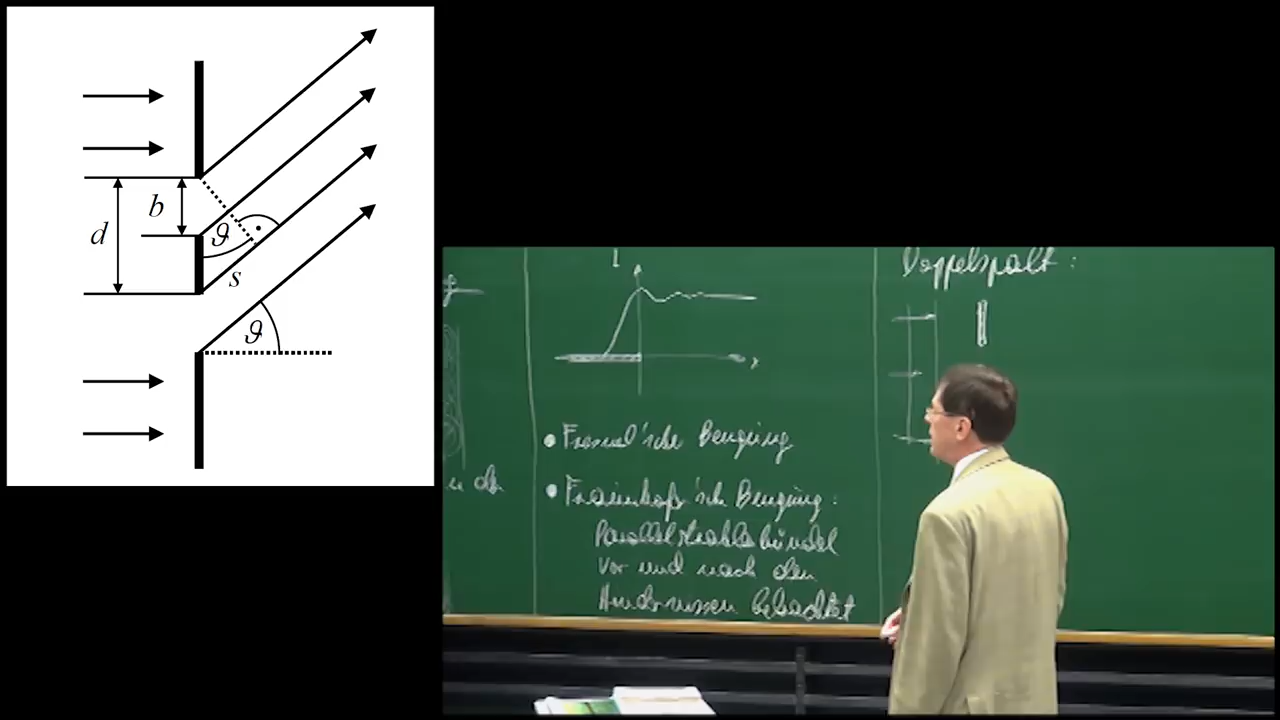 b
d
ϑ
s
ϑ
I
x
Doppelspalt :
• Fresnel'sche Beugung
• Fraunhofer'sche Beugung :
Parallelstrahlbündel
vor und nach den
Hindernissen beobachtet